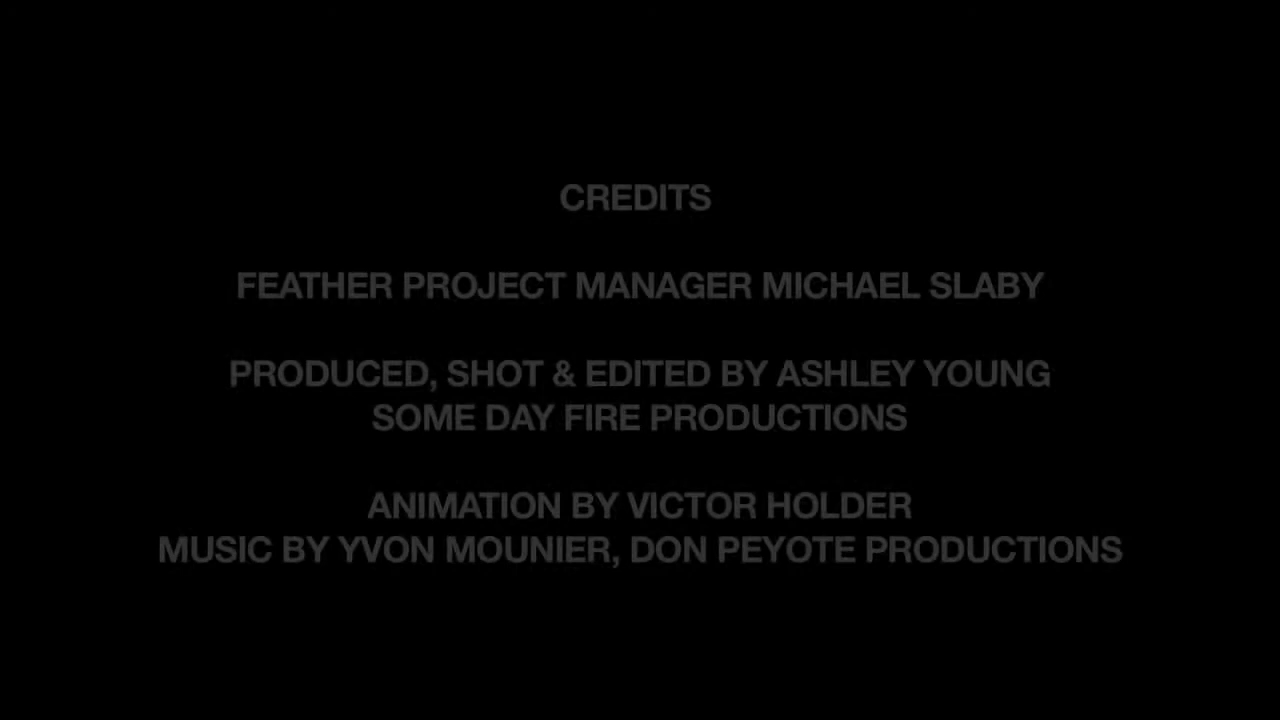 CREDITS
FEATHER PROJECT MANAGER MICHAEL SLABY
PRODUCED, SHOT & EDITED BY ASHLEY YOUNG
SOME DAY FIRE PRODUCTIONS
ANIMATION BY VICTOR HOLDER
MUSIC BY YVON MOUNIER, DON PEYOTE PRODUCTIONS